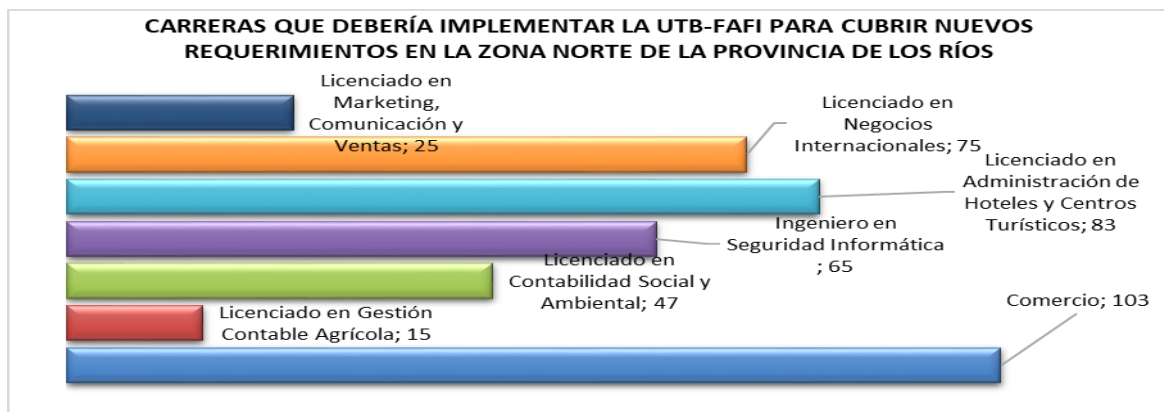 CARRERAS QUE DEBERÍA IMPLEMENTAR LA UTB-FAFI PARA CUBRIR NUEVOS
REQUERIMIENTOS EN LA ZONA NORTE DE LA PROVINCIA DE LOS RÍOS
Licenciado en
Marketing,
Comunicación y
Ventas; 25
Licenciado en
Negocios
Internacionales; 75
Licenciado en
Administración de
Hoteles y Centros
Turísticos; 83
Ingeniero en
Seguridad Informática
; 65
Licenciado en
Contabilidad Social y
Ambiental; 47
Licenciado en Gestión
Contable Agrícola; 15
Comercio; 103